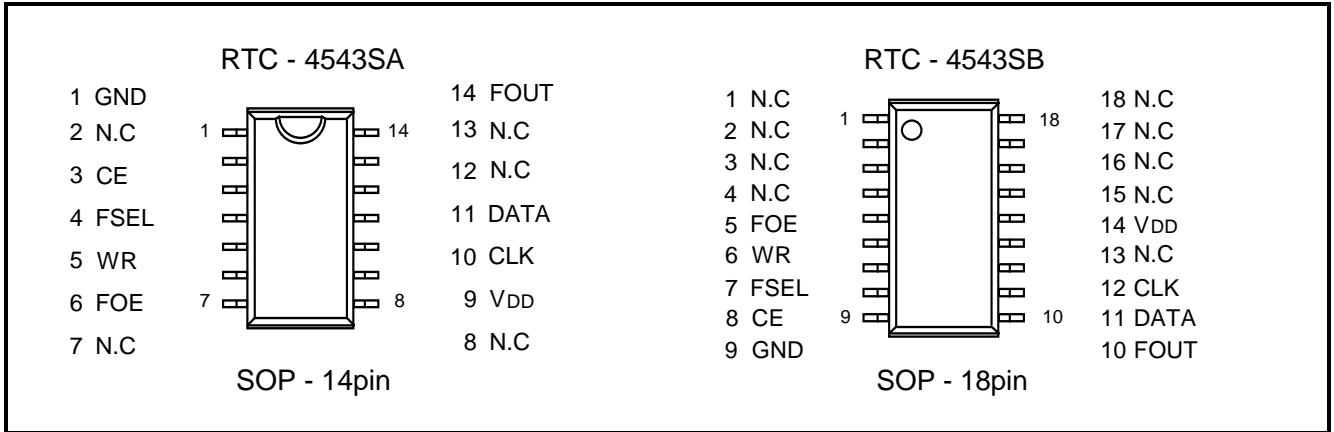 RTC - 4543SA
1 GND
2 N.C
3 CE
4 FSEL
5 WR
6 FOE
7 N.C
1
7
14
8
14 FOUT
13 N.C
12 N.C
11 DATA
10 CLK
9 VDD
8 N.C
SOP - 14pin
RTC - 4543SB
1 N.C
2 N.C
3 N.C
4 N.C
5 FOE
6 WR
7 FSEL
8 CE
9 GND
1
9
18
10
18 N.C
17 N.C
16 N.C
15 N.C
14 VDD
13 N.C
12 CLK
11 DATA
10 FOUT
SOP - 18pin